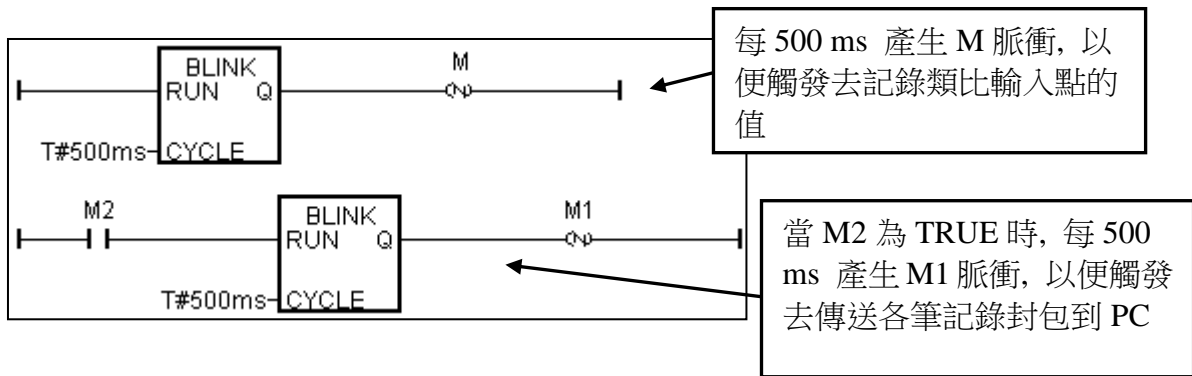 每 500 ms 產生 M 脈衝, 以
便觸發去記錄類比輸入點的
值
BLINK
M
RUN Q
T#500ms
CYCLE
M2
BLINK
M1
RUN Q
T#500ms
CYCLE
當 M2 為 TRUE 時, 每 500
ms 產生 M1 脈衝, 以便觸發
去傳送各筆記錄封包到 PC